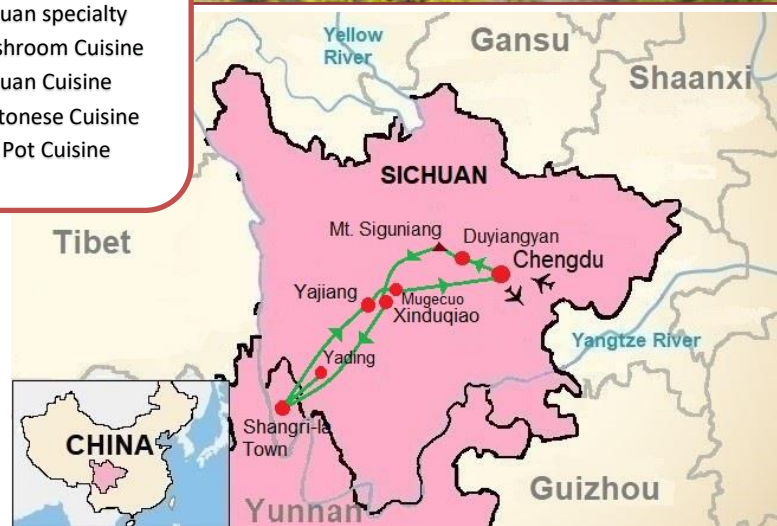 uan specialty
shroom Cuisine
uan Cuisine
tonese Cuisine
Pot Cuisine
Yellow
River
Gansu
Shaanxi
SICHUAN
Tibet
Mt. Siguniang
Duyiangyan
Chengdu
Yajiang
Mugecuo
Xinduqiao
Yangtze River
Yading
Shangri-la
Town
CHINA
Guizhou
Yunnan